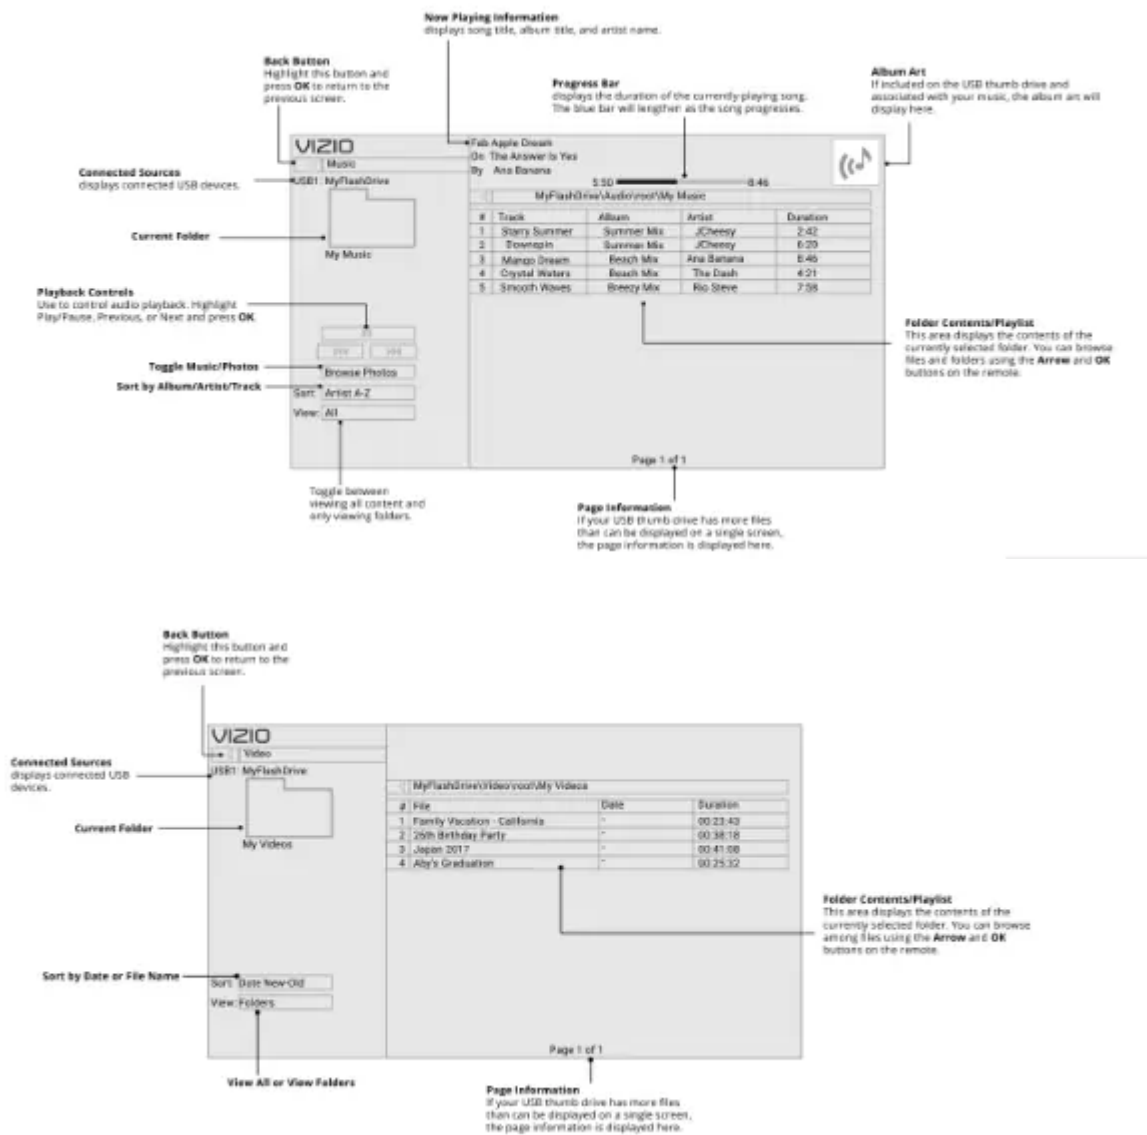 Now Playing Information
displays song title, album title, and artist name.
Back Button
Highlight this button and
press OK to return to the
previous screen.
Progress Bar
displays the duration of the currently-playing song.
The blue bar will lengthen as the song progresses.
Album Art
If included on the USB thumb drive and
associated with your music, the album art will
display here.
Connected Sources
displays connected USB devices.
Current Folder
Playback Controls
Use to control audio playback. Highlight
Play/Pause, Previous, or Next and press OK
Toggle Music/Photos
Sort by Album/Artist/Track
VIZIO
Music
USB1: MyFlashDrive
My Music
Browse Photos
Sort: Artist A-Z
View: All
Fab Apple Dream
On The Answer Is Yes
By Ana Banana
5:50 8:46
MyFlashDrive\Audio\root\My Music
# Track Album Artist Duration
1 Starry Summer Summer Mix JCheesy 2:42
2 Downspin Summer Mix JCheesy 6:20
3 Mango Dream Beach Mix Ana Banana 8:46
4 Crystal Waters Beach Mix The Dash 4:21
5 Smooth Waves Breezy Mix Rio Steve 7:58
Page 1 of 1
Folder Contents/Playlist
This area displays the contents of the
currently selected folder. You can browse
files and folders using the Arrow and OK
buttons on the remote.
Toggle between
viewing all content and
only viewing folders.
Page Information
If your USB thumb drive has more files
than can be displayed on a single screen,
the page information is displayed here.
Back Button
Highlight this button and
press OK to return to the
previous screen.
Connected Sources
displays connected USB
devices.
Current Folder
Sort by Date or File Name
VIZIO
Video
USB1: MyFlashDrive
My Videos
Sort: Date New-Old
View: Folders
MyFlashDrive\Video\root\My Videos
# File Date Duration
1 Family Vacation - California - 00:23:43
2 26th Birthday Party - 00:38:18
3 Japan 2017 - 00:41:08
4 Aby's Graduation - 00:25:32
Page 1 of 1
Folder Contents/Playlist
This area displays the contents of the
currently selected folder. You can browse
among files using the Arrow and OK
buttons on the remote.
View All or View Folders
Page Information
If your USB thumb drive has more files
than can be displayed on a single screen,
the page information is displayed here.